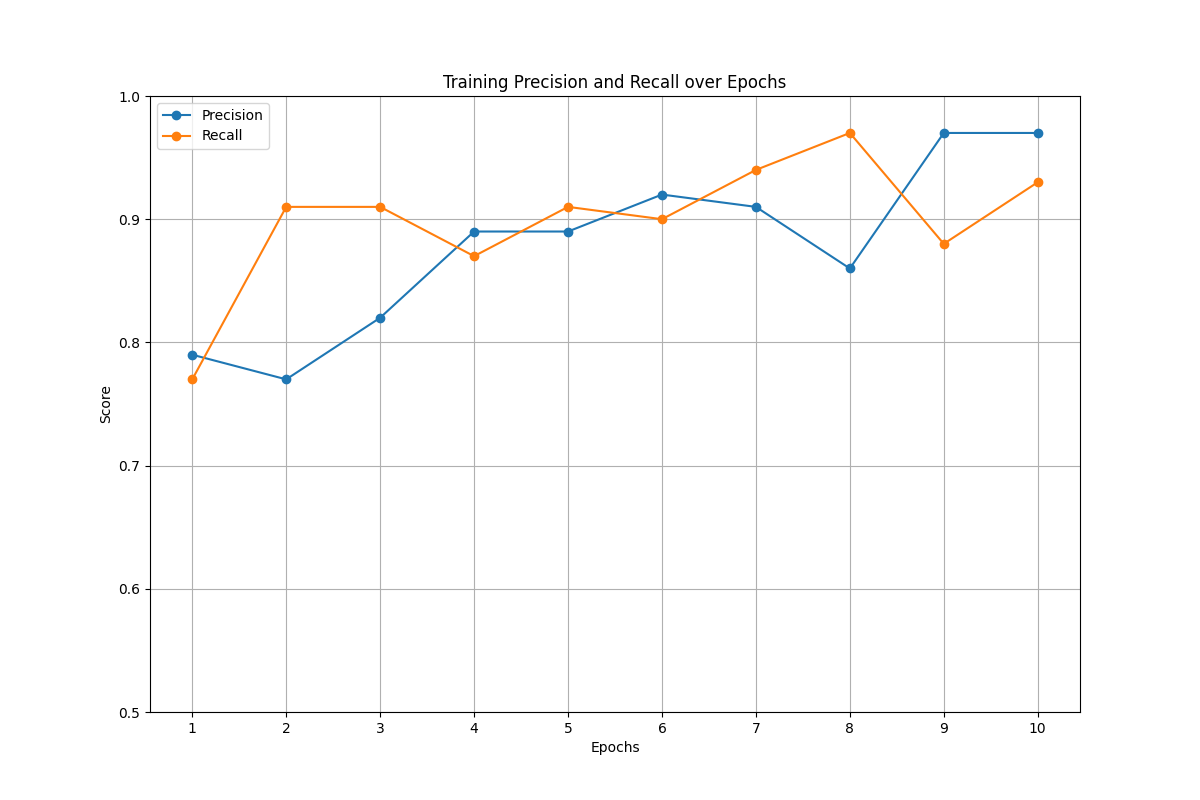 Training Precision and Recall over Epochs
Precision
Recall
1.0
0.9
0.8
0.7
0.6
0.5
Score
1 2 3 4 5 6 7 8 9 10
Epochs